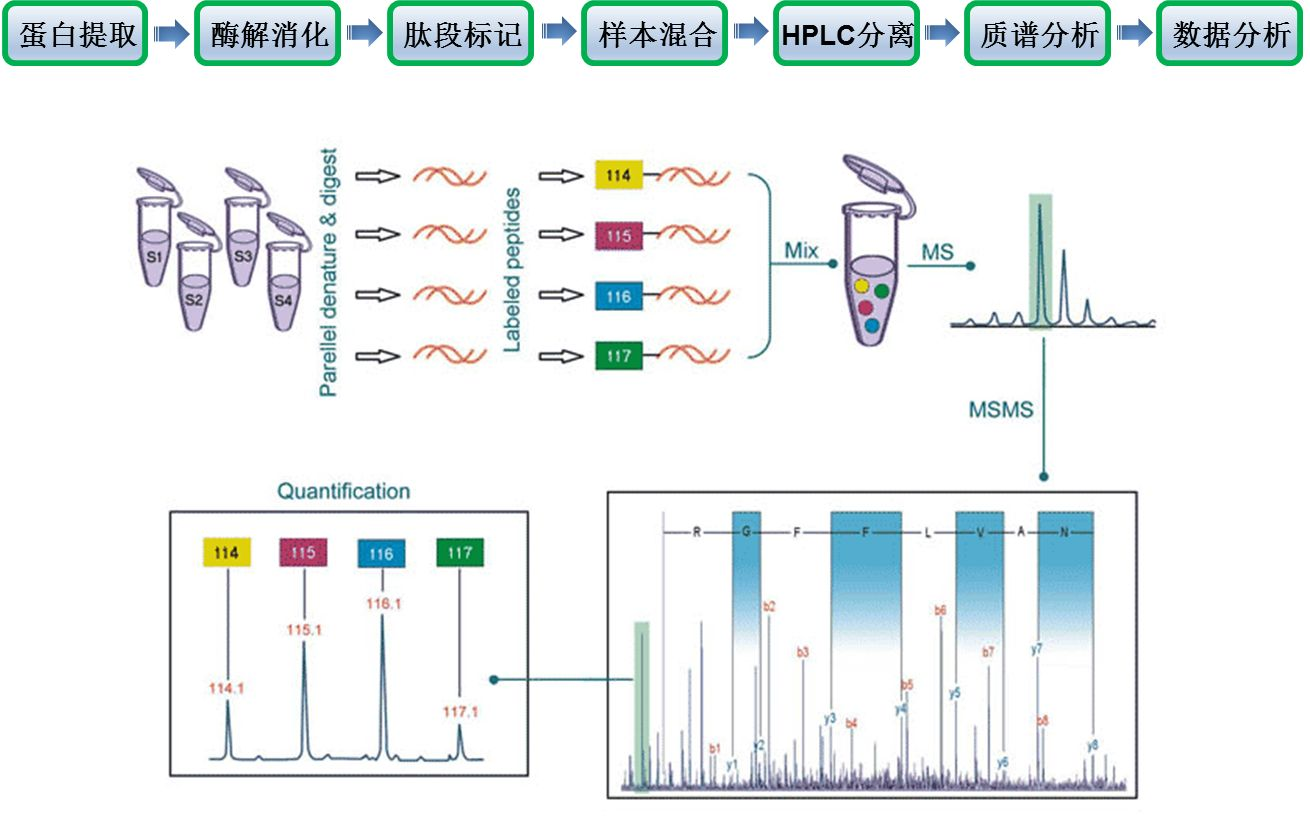 蛋白提取
酶解消化
肽段标记
样本混合
HPLC分离
质谱分析
数据分析
S1
S2
S3
S4
Parellel denature & digest
Labeled peptides
114
115
116
117
Mix
MS
MSMS
Quantification
114
115
116
117
114.1
115.1
116.1
117.1
R G F F L V A N
b1
y1
y2
b2
b3
y3
b4
y4
b5
b6
y5
b7
y6
y7
b8
y8